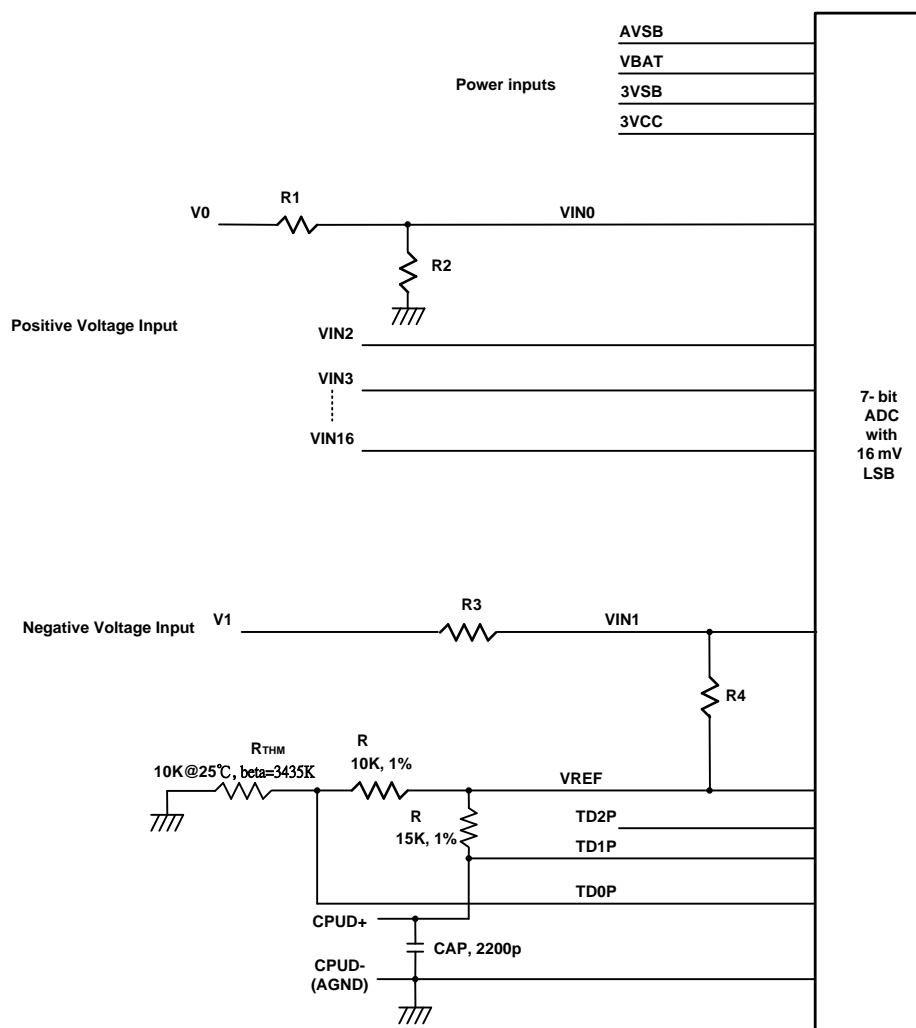 AVSB
VBAT
Power inputs
3VSB
3VCC
R1
V0
VIN0
R2
Positive Voltage Input
VIN2
VIN3
VIN16
7- bit
ADC
with
16 mV
LSB
R3
V1
VIN1
Negative Voltage Input
R4
RTHM
10K@25℃, beta=3435K
R
10K, 1%
VREF
R
15K, 1%
TD2P
TD1P
TD0P
CPUD+
CAP, 2200p
CPUD-
(AGND)